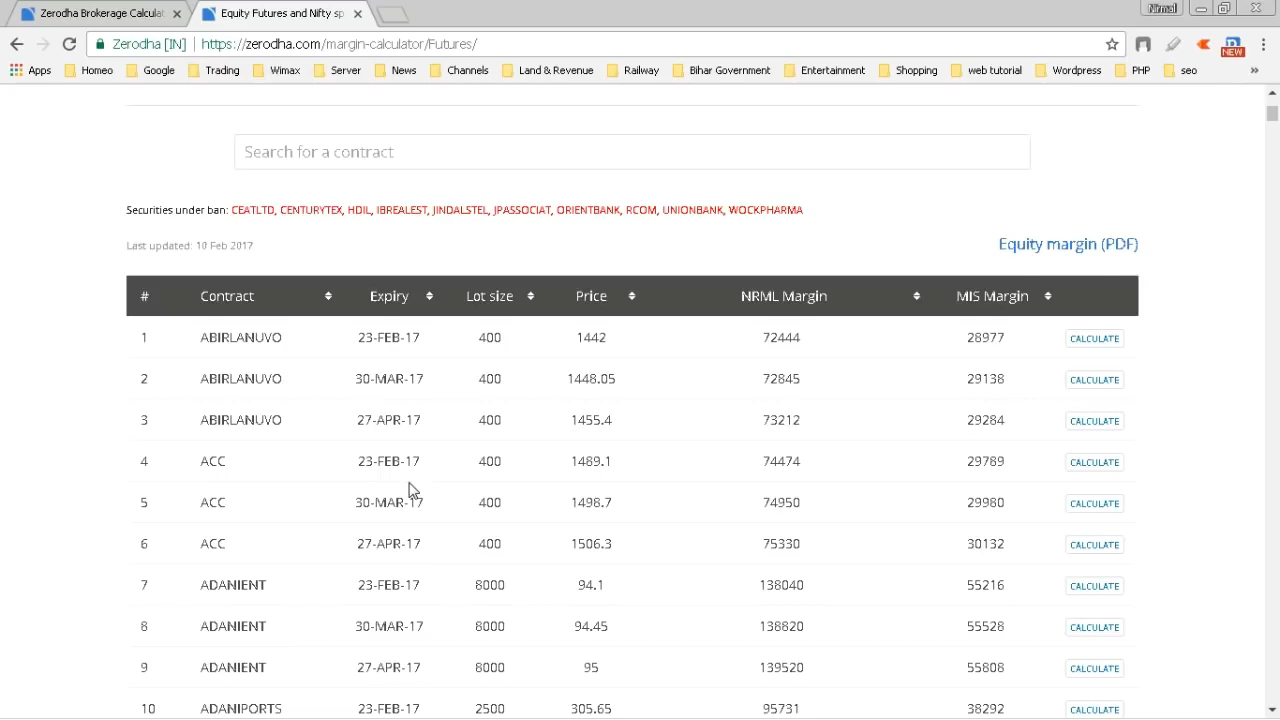 Zerodha Brokerage Calculat
Equity Futures and Nifty sp
Nirmal
Zerodha [IN]
https://zerodha.com/margin-calculator/Futures/
NEW
Apps Homeo Google Trading Wimax Server News Channels Land & Revenue Railway Bihar Government Entertainment Shopping web tutorial Wordpress PHP seo »
Search for a contract
Securities under ban: CEATLTD, CENTURYTEX, HDIL, IBREALEST, JINDALSTEL, JPASSOCIAT, ORIENTBANK, RCOM, UNIONBANK, WOCKPHARMA
Last updated: 10 Feb 2017
Equity margin (PDF)
# Contract Expiry Lot size Price NRML Margin MIS Margin
1 ABIRLANUVO 23-FEB-17 400 1442 72444 28977 CALCULATE
2 ABIRLANUVO 30-MAR-17 400 1448.05 72845 29138 CALCULATE
3 ABIRLANUVO 27-APR-17 400 1455.4 73212 29284 CALCULATE
4 ACC 23-FEB-17 400 1489.1 74474 29789 CALCULATE
5 ACC 30-MAR-17 400 1498.7 74950 29980 CALCULATE
6 ACC 27-APR-17 400 1506.3 75330 30132 CALCULATE
7 ADANIENT 23-FEB-17 8000 94.1 138040 55216 CALCULATE
8 ADANIENT 30-MAR-17 8000 94.45 138820 55528 CALCULATE
9 ADANIENT 27-APR-17 8000 95 139520 55808 CALCULATE
10 ADANIPORTS 23-FEB-17 2500 305.65 95731 38292 CALCULATE